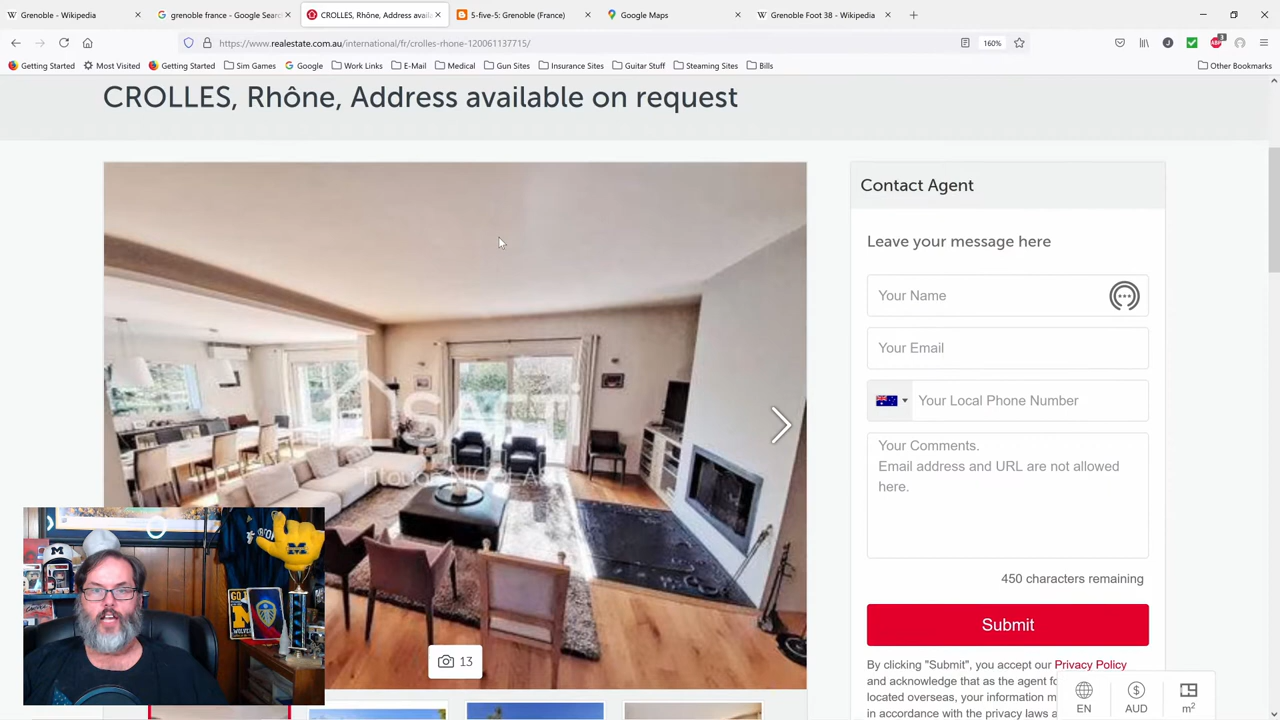 Grenoble - Wikipedia
grenoble france - Google Search
CROLLES, Rhône, Address availa
5-five-5: Grenoble (France)
Google Maps
Grenoble Foot 38 - Wikipedia
https://www.realestate.com.au/international/fr/crolles-rhone-120061137715/
160%
3
Getting Started
Most Visited
Getting Started
Sim Games
Google
Work Links
E-Mail
Medical
Gun Sites
Insurance Sites
Guitar Stuff
Steaming Sites
Bills
Other Bookmarks
CROLLES, Rhône, Address available on request
SAFTI
NICOLAS
13
Contact Agent
Leave your message here
Your Name
Your Email
Your Local Phone Number
Your Comments.
Email address and URL are not allowed
here.
450 characters remaining
Submit
By clicking "Submit", you accept our Privacy Policy
and acknowledge that as the agent
located overseas, your information
in accordance with the privacy laws
EN
AUD
m²
M
GO
WOLVES